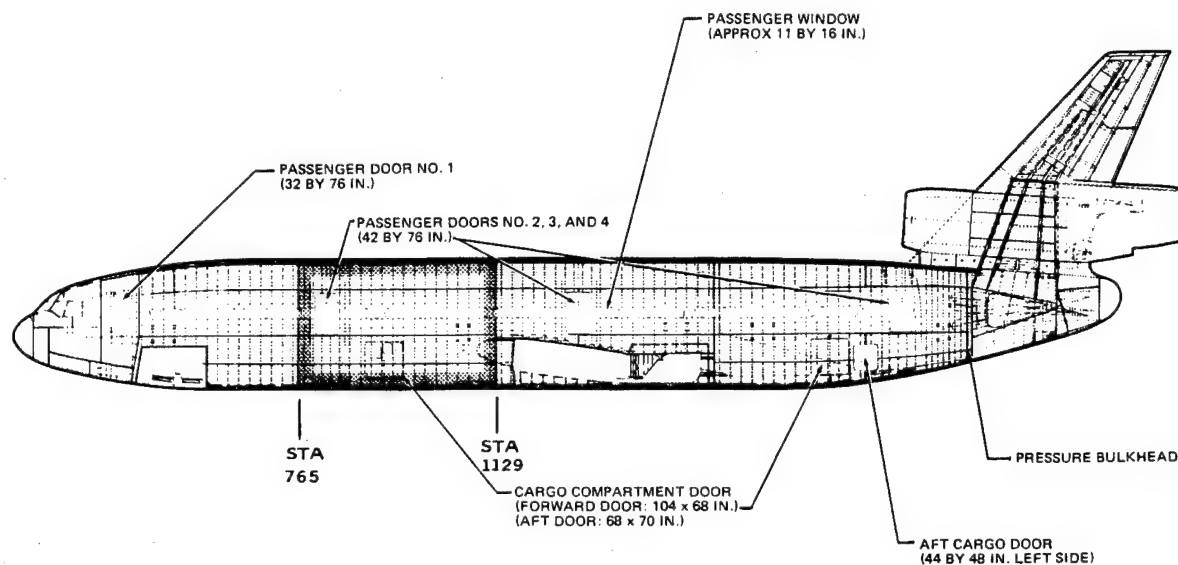 PASSENGER WINDOW
(APPROX 11 BY 16 IN.)
PASSENGER DOOR NO. 1
(32 BY 76 IN.)
PASSENGER DOORS NO. 2, 3, AND 4
(42 BY 76 IN.)
STA
765
STA
1129
CARGO COMPARTMENT DOOR
(FORWARD DOOR: 104 x 68 IN.)
(AFT DOOR: 68 x 70 IN.)
PRESSURE BULKHEAD
AFT CARGO DOOR
(44 BY 48 IN. LEFT SIDE)